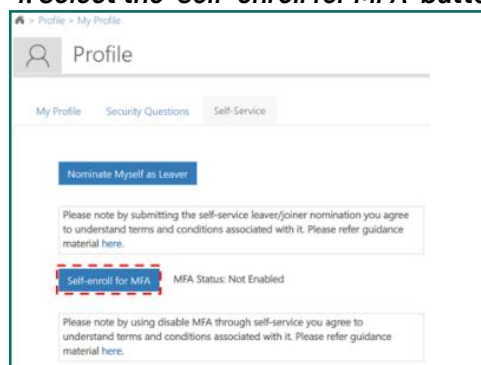 4. Select the 'Self-enroll for MFA' butto
> Profile > My Profile
Profile
My Profile Security Questions Self-Service
Nominate Myself as Leaver
Please note by submitting the self-service leaver/joiner nomination you agree
to understand terms and conditions associated with it. Please refer guidance
material here.
Self-enroll for MFA MFA Status: Not Enabled
Please note by using disable MFA through self-service you agree to
understand terms and conditions associated with it. Please refer guidance
material here.